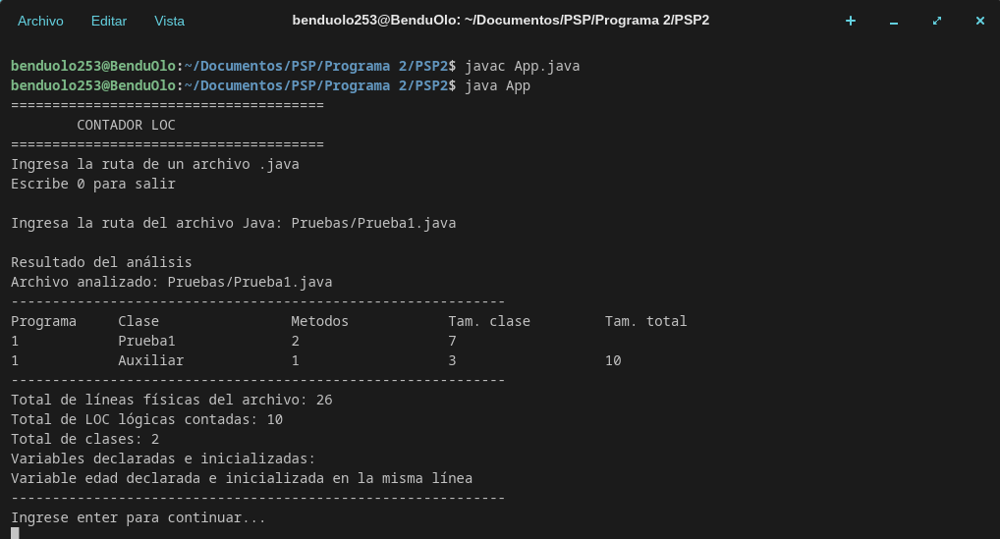 Archivo Editar Vista benduolo253@BenduOlo: ~/Documentos/PSP/Programa 2/PSP2
benduolo253@BenduOlo:~/Documentos/PSP/Programa 2/PSP2$ javac App.java
benduolo253@BenduOlo:~/Documentos/PSP/Programa 2/PSP2$ java App
======================================
CONTADOR LOC
======================================
Ingresa la ruta de un archivo .java
Escribe 0 para salir
Ingresa la ruta del archivo Java: Pruebas/Prueba1.java
Resultado del análisis
Archivo analizado: Pruebas/Prueba1.java
------------------------------------------------------------
Programa Clase Metodos Tam. clase Tam. total
1 Prueba1 2 7
1 Auxiliar 1 3 10
------------------------------------------------------------
Total de líneas físicas del archivo: 26
Total de LOC lógicas contadas: 10
Total de clases: 2
Variables declaradas e inicializadas:
Variable edad declarada e inicializada en la misma línea
------------------------------------------------------------
Ingrese enter para continuar...